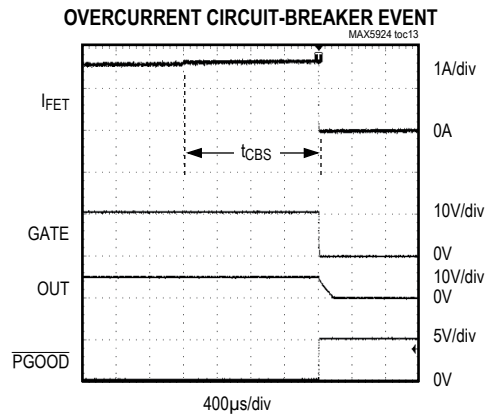 OVERCURRENT CIRCUIT-BREAKER EVENT
MAX5924 toc13
T
1A/div
IFET
0A
tCBS
10V/div
GATE
0V
10V/div
OUT
0V
5V/div
PGOOD
0V
400µs/div